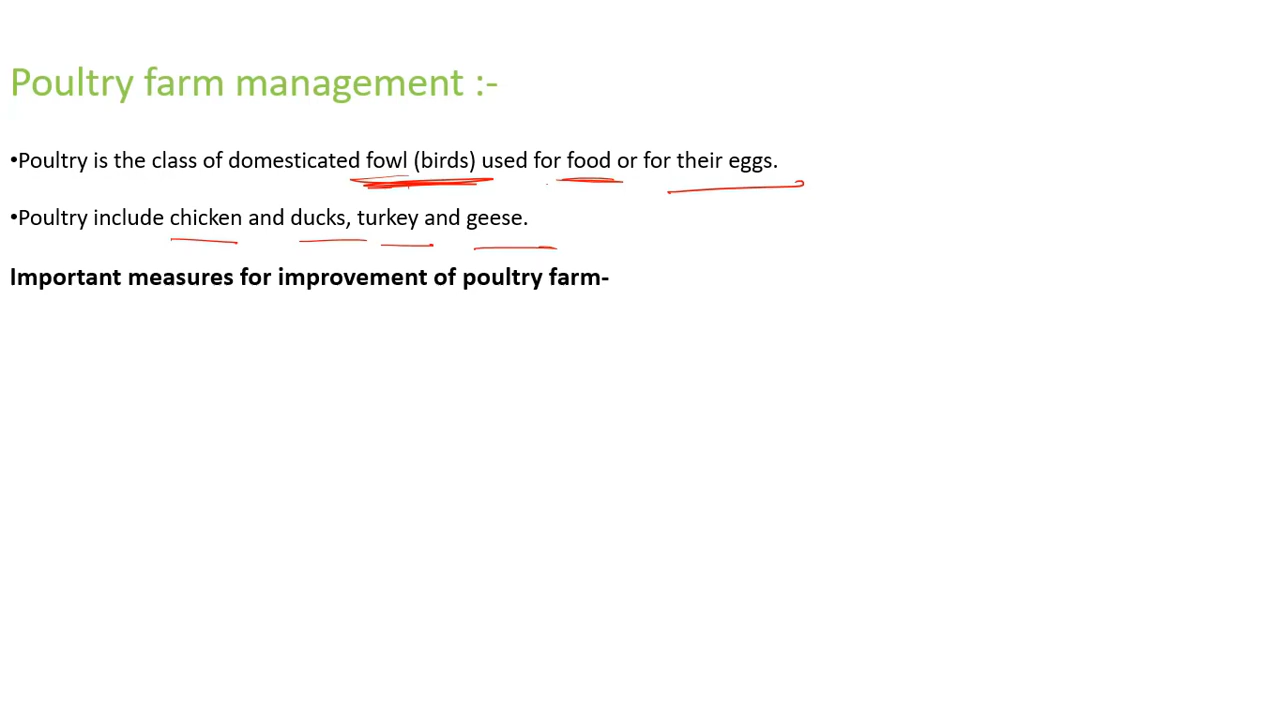 Poultry farm management :-
•Poultry is the class of domesticated fowl (birds) used for food or for their eggs.
•Poultry include chicken and ducks, turkey and geese.
Important measures for improvement of poultry farm-